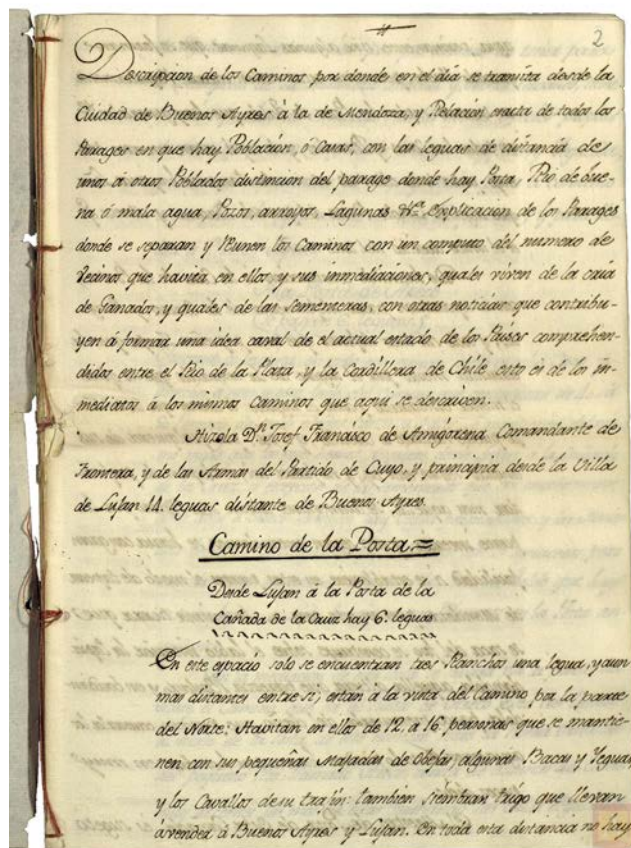 2
Descripcion de los Caminos por donde en el dia se transita desde la
Cuidad de Buenos Ayres à la de Mendoza, y Relacion exacta de todos los
Parages en que hay Poblacion, ó Casas, con las leguas de distancia de
unos á otros Poblados distincion del parage donde hay Posta, Rio de bue-
na ó mala agua, Pozos, arroyos, Lagunas &ª. Explicacion de los Parages
donde se separan y reunen los Caminos con un computo del numero de
Vecinos que havita en ellos, y sus inmediaciones, quales viven de la cria
de Ganados, y quales de las sementeras, con otras noticias que contribu-
yen á formar una idea caval de el actual estado de los Paises comprehen-
didos entre el Rio de la Plata, y la Cordillera de Chile esto es de los in-
mediatos à los mismos caminos que aqui se descriven.
Hizola Dn. Josef Francisco de Amigorena Comandante de
Frontera, y de las Armas del Partido de Cuyo, y principia desde la Villa
de Lujan 14. leguas distante de Buenos Ayres.
Camino de la Posta =
Desde Lujan à la Posta de la
Cañada de la Cruz hay 6. leguas
En este espacio solo se encuentran tres Ranchos una legua, y aun
mas distantes entre si; estan à la vista del Camino por la parte
del Norte: Havitan en ellos de 12, a 16 personas que se mantie-
nen con sus pequeñas Majadas de Obejas, algunas Bacas y Yeguas
y los Cavallos de su trafin: tambien siembran trigo que llevan
à vender à Buenos Ayres y Lujan. En toda esta distancia no hay